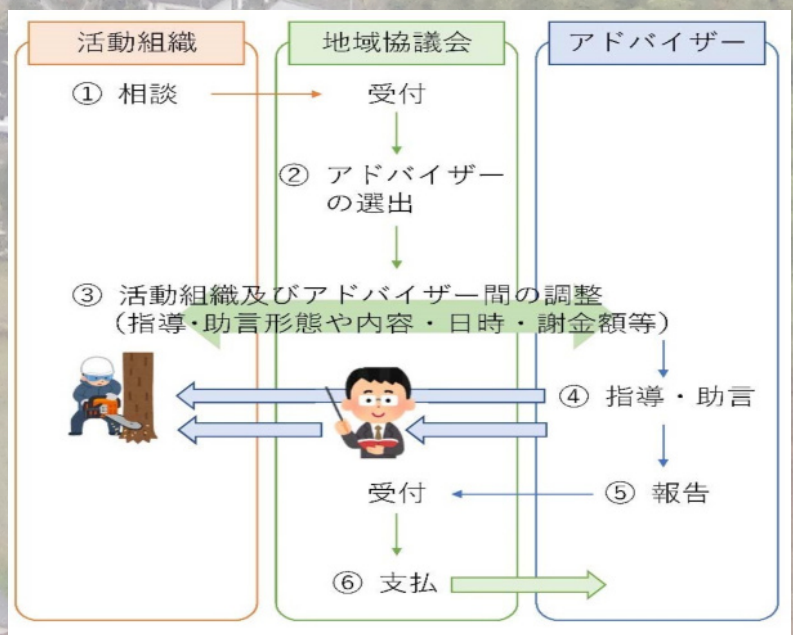 活動組織
地域協議会
アドバイザー
① 相談
受付
② アドバイザー
の選出
③ 活動組織及びアドバイザー間の調整
（指導・助言形態や内容・日時・謝金額等）
④ 指導・助言
受付
⑤ 報告
⑥ 支払